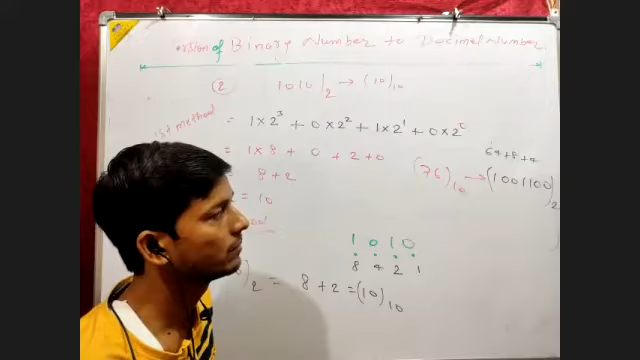 of Binary Number to Decimal Number
(2) 1010)₂ → (10)₁₀
1st method = 1×2³ + 0×2² + 1×2¹ + 0×2⁰
= 1×8 + 0 + 2+0
8+2
= 10
64+8+4
(76)₁₀ → (1001100)₂
1 0 1 0
8 4 2 1
)₂ = 8+2 = (10)₁₀